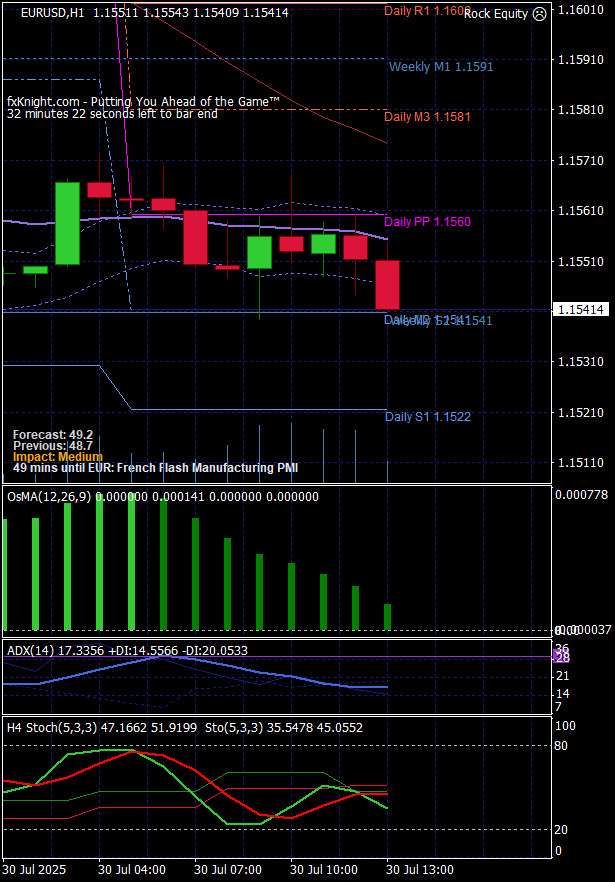 EURUSD,H1 1.15511 1.15543 1.15409 1.15414
Daily R1 1.1602
Rock Equity ☹
1.16010
Weekly M1 1.1591
1.15910
fxKnight.com - Putting You Ahead of the Game™
32 minutes 22 seconds left to bar end
Daily M3 1.1581
1.15810
1.15710
Daily PP 1.1560
1.15610
1.15510
1.15414
Daily M2 1.1541
Weekly S2 1.1541
1.15310
Daily S1 1.1522
1.15210
Forecast: 49.2
Previous: 48.7
Impact: Medium
49 mins until EUR: French Flash Manufacturing PMI
1.15110
OsMA(12,26,9) 0.000000 0.000141 0.000000 0.000000
0.000778
0.00
-0.000037
ADX(14) 17.3356 +DI:14.5566 -DI:20.0533
28
21
14
7
H4 Stoch(5,3,3) 47.1662 51.9199 Sto(5,3,3) 35.5478 45.0552
100
80
20
0
30 Jul 2025
30 Jul 04:00
30 Jul 07:00
30 Jul 10:00
30 Jul 13:00